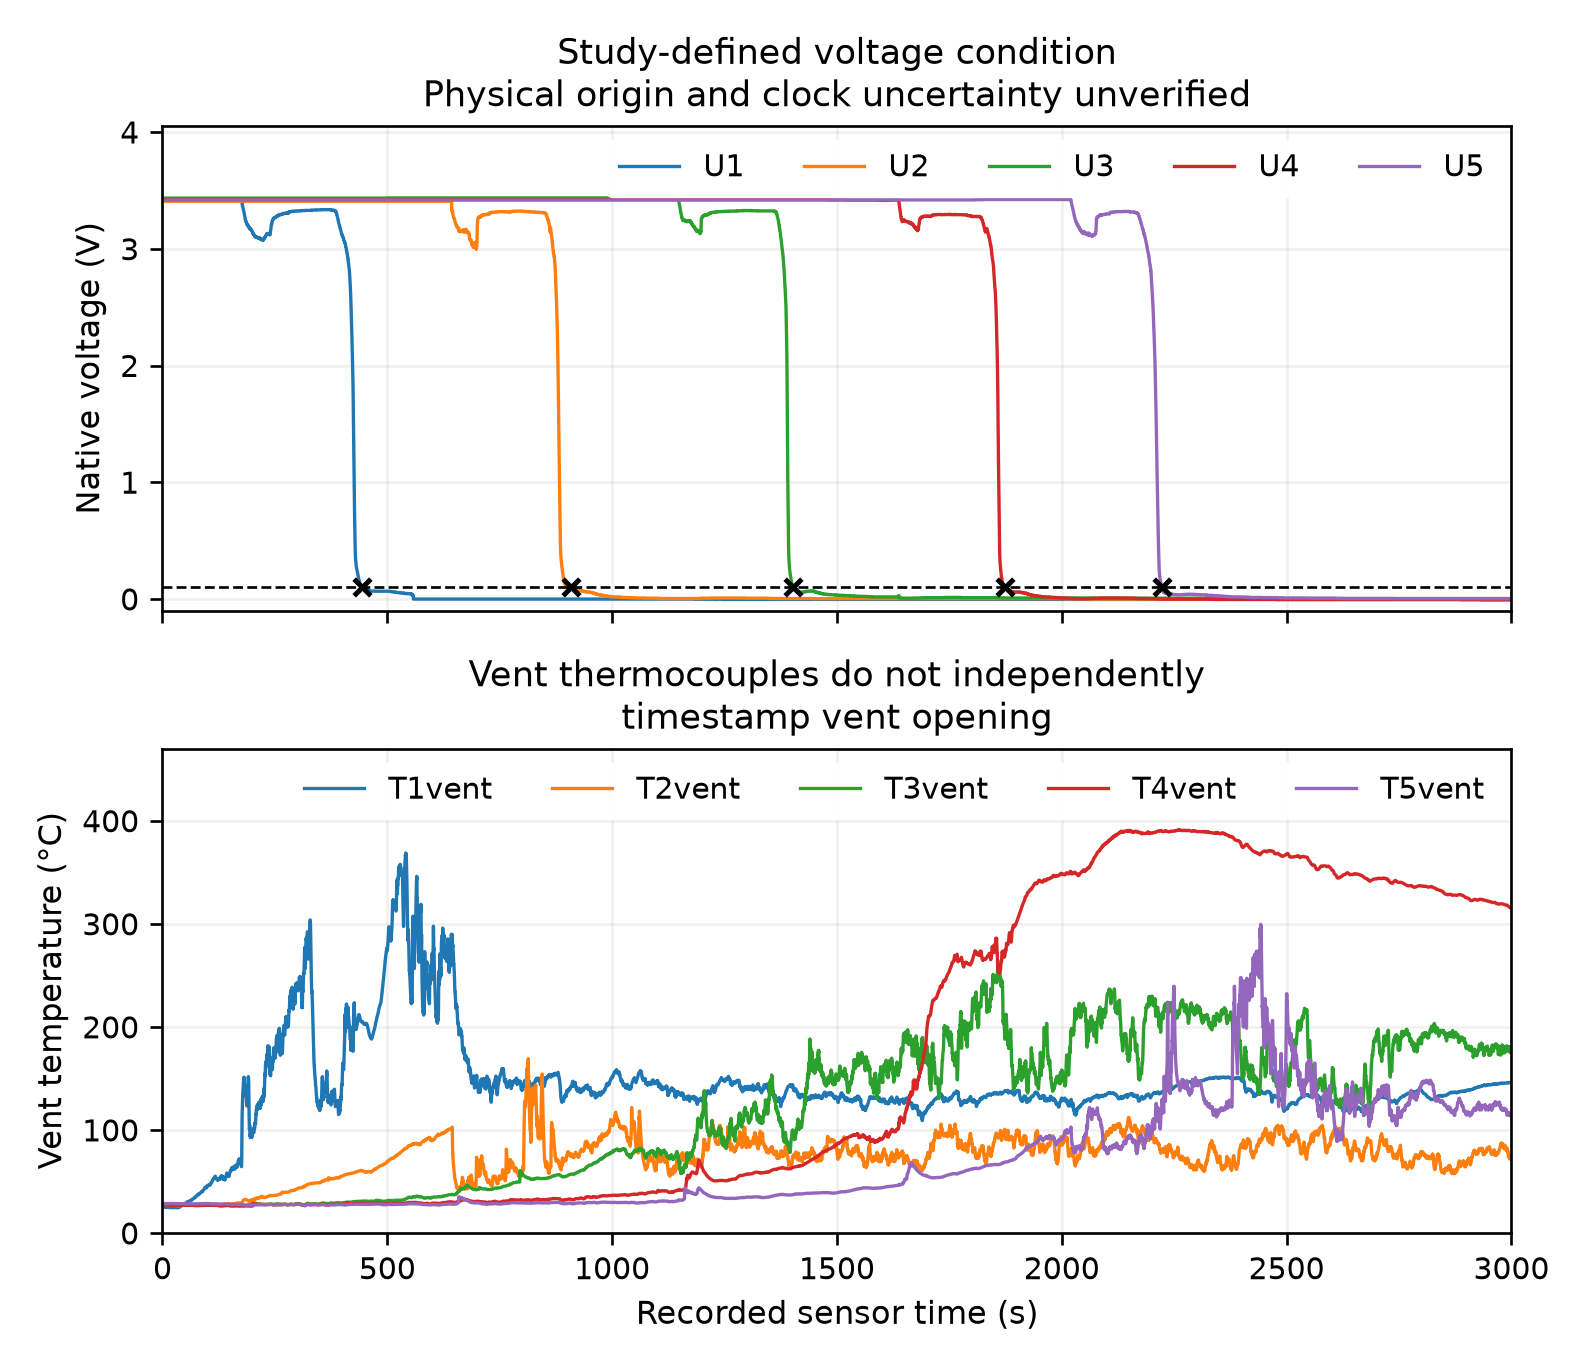 Study-defined voltage condition
Physical origin and clock uncertainty unverified
4
3
2
1
0
Native voltage (V)
U1 U2 U3 U4 U5
Vent thermocouples do not independently
timestamp vent opening
400
300
200
100
0
Vent temperature (°C)
T1vent T2vent T3vent T4vent T5vent
0 500 1000 1500 2000 2500 3000
Recorded sensor time (s)